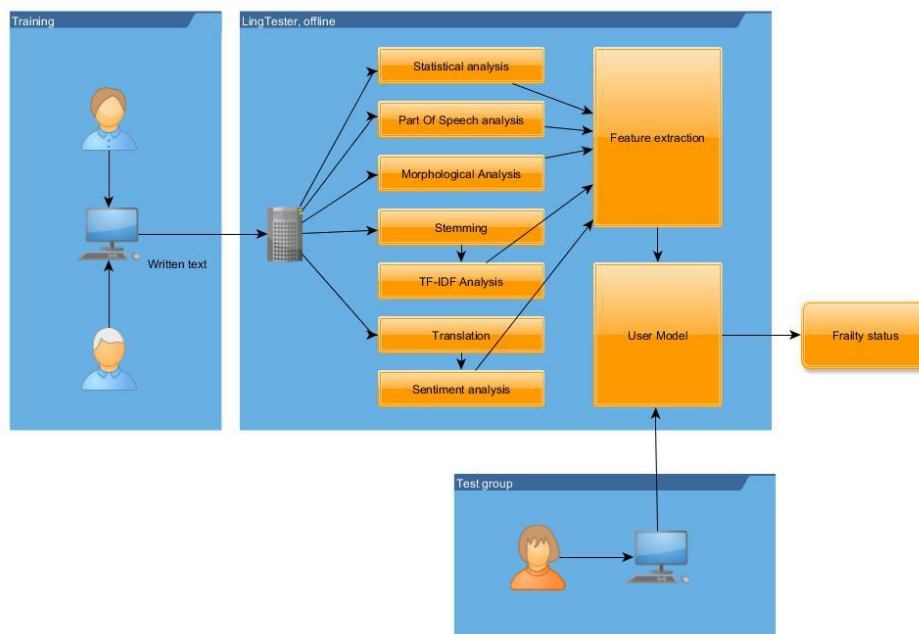 Training
LingTester, offline
Statistical analysis
Part Of Speech analysis
Feature extraction
Morphological Analysis
Stemming
Written text
TF-IDF Analysis
Translation
User Model
Frailty status
Sentiment analysis
Test group